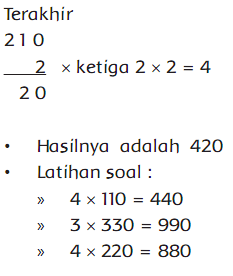 Terakhir
2 1 0
2 × ketiga 2 × 2 = 4
2 0
• Hasilnya adalah 420
• Latihan soal :
» 4 × 110 = 440
» 3 × 330 = 990
» 4 × 220 = 880